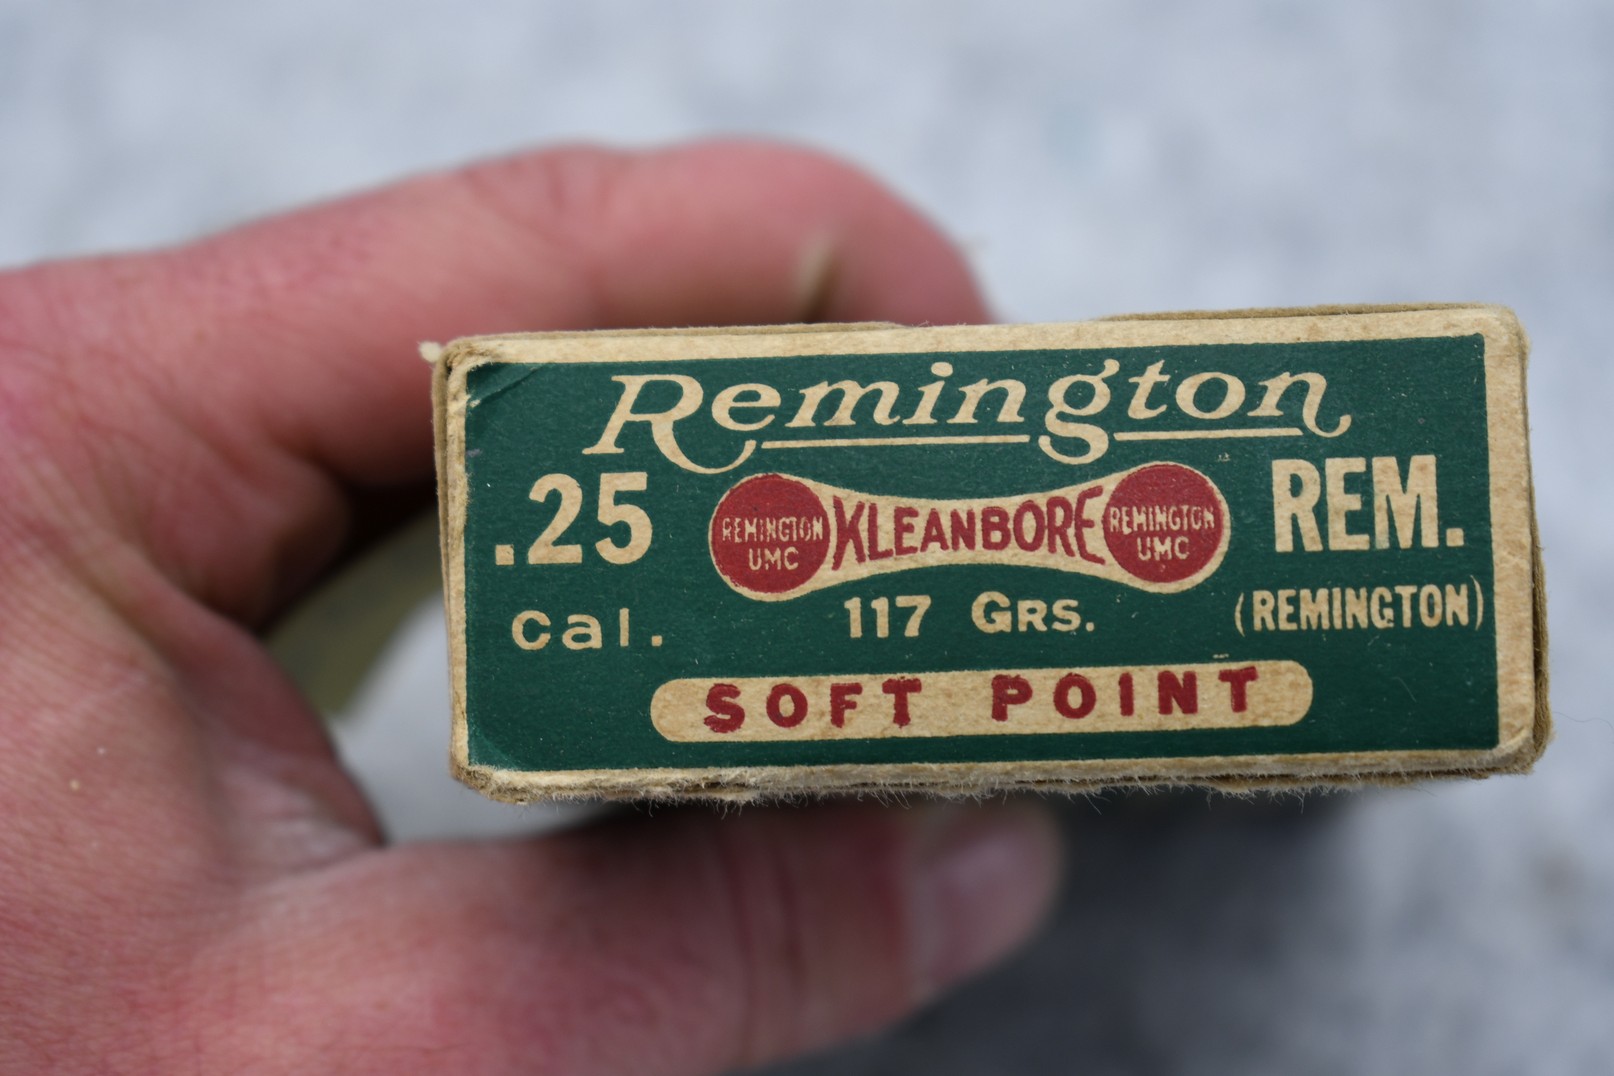 Remington
.25 REMINGTON UMC KLEANBORE REMINGTON UMC REM.
Cal. 117 GRS. (REMINGTON)
SOFT POINT